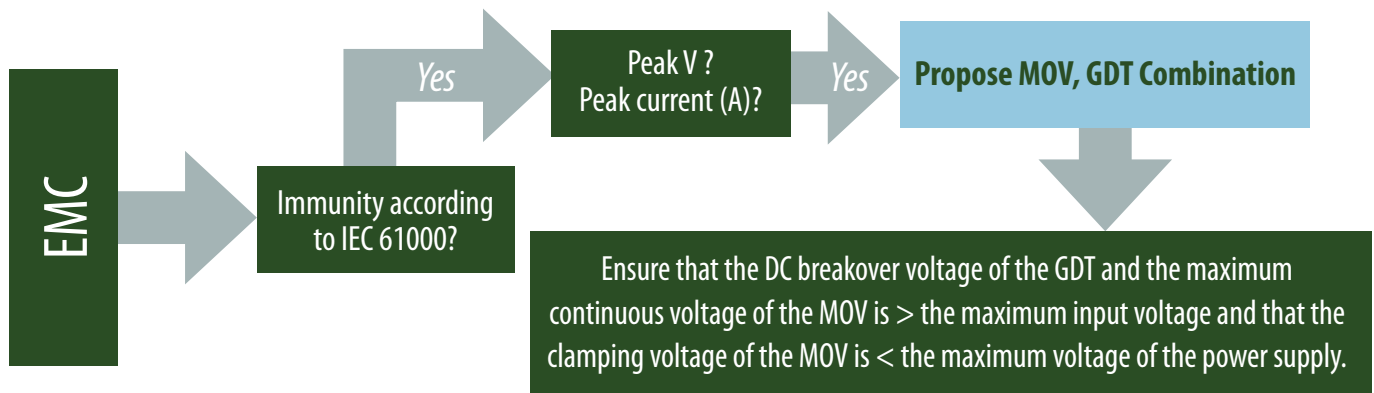 EMC
Immunity according
to IEC 61000?
Yes
Peak V ?
Peak current (A)?
Yes
Propose MOV, GDT Combination
Ensure that the DC breakover voltage of the GDT and the maximum
continuous voltage of the MOV is > the maximum input voltage and that the
clamping voltage of the MOV is < the maximum voltage of the power supply.